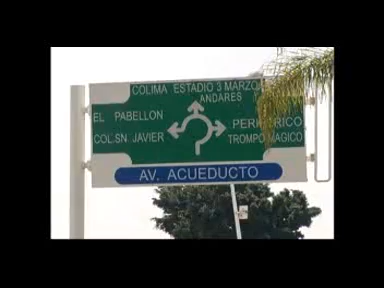 COLIMA ESTADIO 3 MARZO
ANDARES
EL PABELLON
COL.SN. JAVIER
PERIFERICO
TROMPO MAGICO
AV. ACUEDUCTO